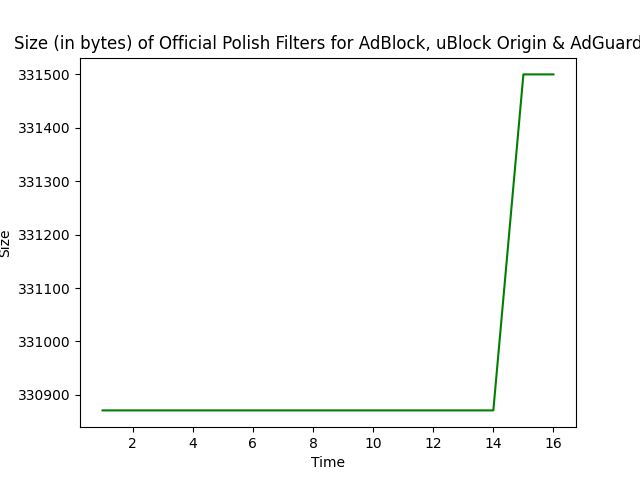 Size (in bytes) of Official Polish Filters for AdBlock, uBlock Origin & AdGuard
331500
331400
331300
331200
331100
331000
330900
Size
2 4 6 8 10 12 14 16
Time